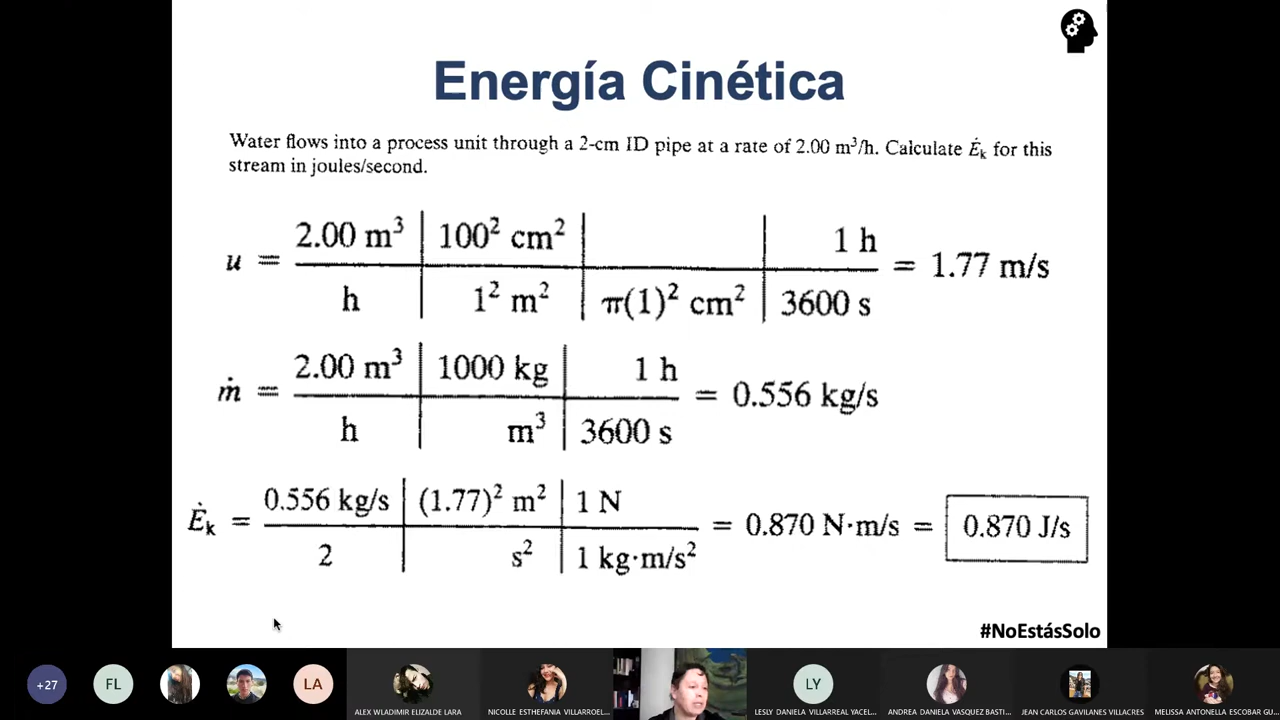 Energía Cinética
Water flows into a process unit through a 2-cm ID pipe at a rate of 2.00 m³/h. Calculate Ėₖ for this
stream in joules/second.
u = 2.00 m³ | 100² cm² | | 1 h = 1.77 m/s
h | 1² m² | π(1)² cm² | 3600 s
ṁ = 2.00 m³ | 1000 kg | 1 h = 0.556 kg/s
h | m³ | 3600 s
Ėₖ = 0.556 kg/s | (1.77)² m² | 1 N = 0.870 N·m/s = 0.870 J/s
2 | s² | 1 kg·m/s²
#NoEstásSolo
+27 FL LA LY
ALEX WLADIMIR ELIZALDE LARA NICOLLE ESTHEFANIA VILLARROEL... LESLY DANIELA VILLARREAL YACEL... ANDREA DANIELA VASQUEZ BASTI... JEAN CARLOS GAVILANES VILLACRES MELISSA ANTONELLA ESCOBAR GU